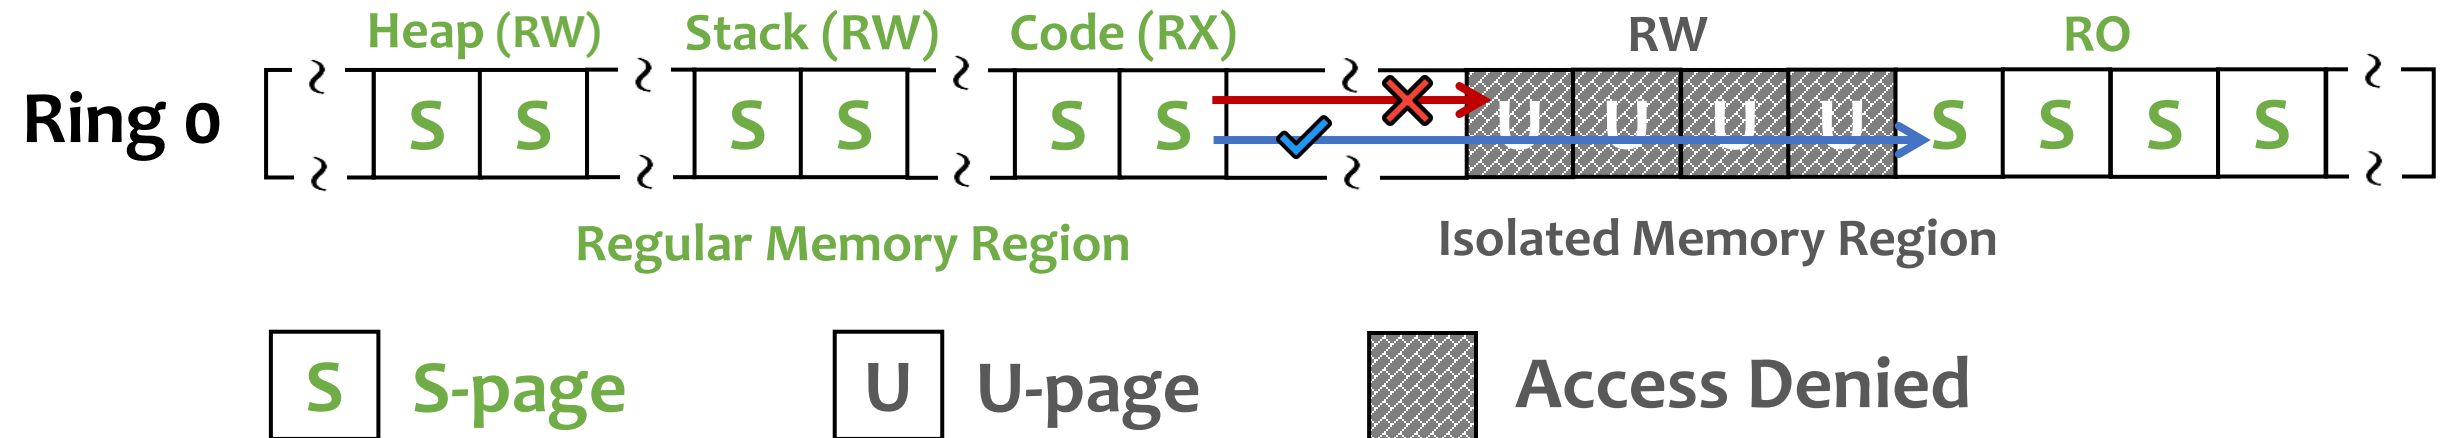 Heap (RW) Stack (RW) Code (RX) RW RO
Ring 0 S S S S S S U U U U S S S S
Regular Memory Region Isolated Memory Region
S S-page U U-page Access Denied